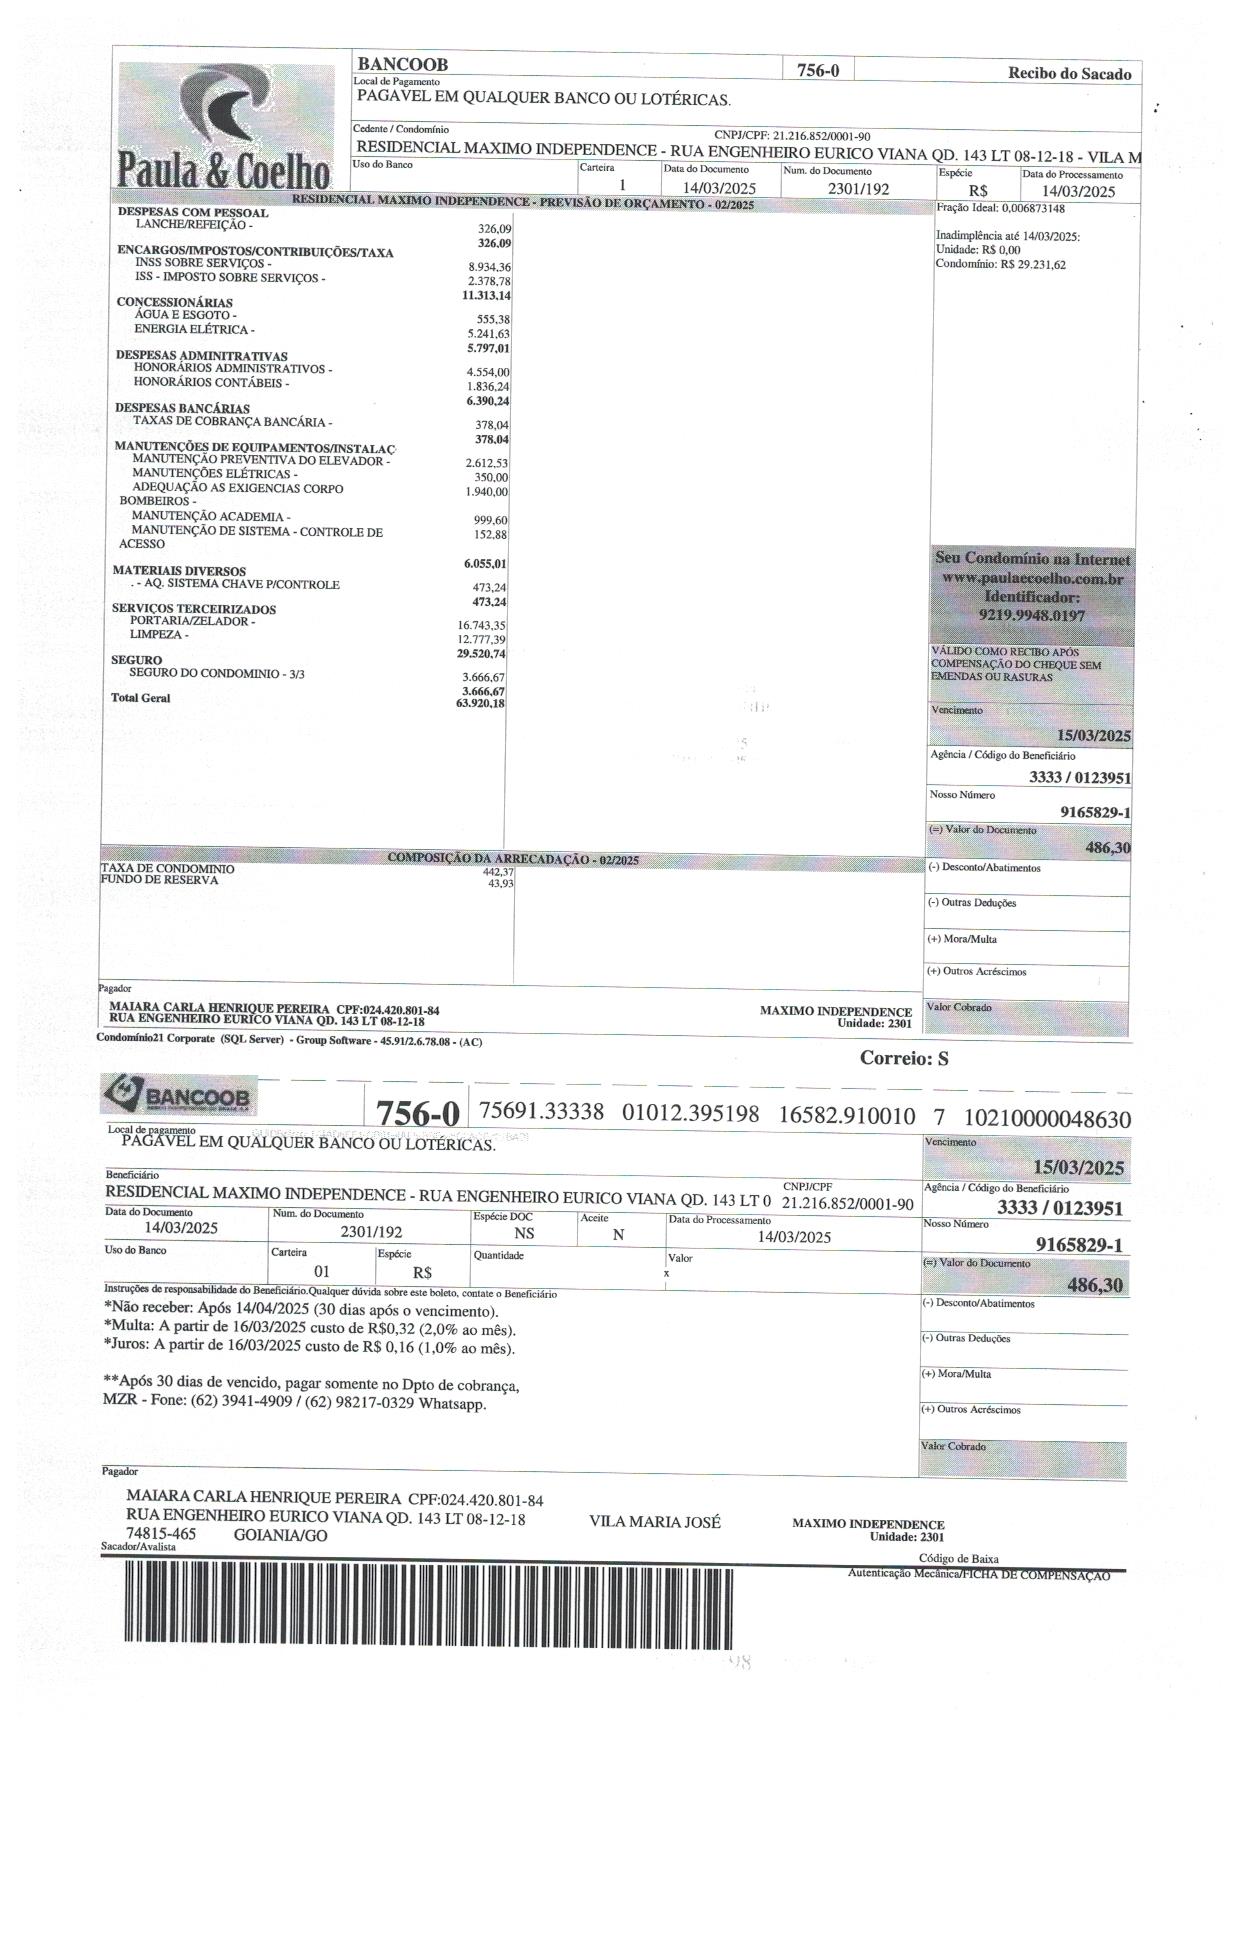 BANCOOB
756-0
Recibo do Sacado
Local de Pagamento
PAGAVEL EM QUALQUER BANCO OU LOTÉRICAS.
Paula & Coelho
Cedente / Condomínio
CNPJ/CPF: 21.216.852/0001-90
RESIDENCIAL MAXIMO INDEPENDENCE - RUA ENGENHEIRO EURICO VIANA QD. 143 LT 08-12-18 - VILA M
Uso do Banco
Carteira
1
Data do Documento
14/03/2025
Num. do Documento
2301/192
Espécie
R$
Data do Processamento
14/03/2025
RESIDENCIAL MAXIMO INDEPENDENCE - PREVISÃO DE ORÇAMENTO - 02/2025
DESPESAS COM PESSOAL
LANCHE/REFEIÇÃO - 326,09
326,09
ENCARGOS/IMPOSTOS/CONTRIBUIÇÕES/TAXA
INSS SOBRE SERVIÇOS - 8.934,36
ISS - IMPOSTO SOBRE SERVIÇOS - 2.378,78
11.313,14
CONCESSIONÁRIAS
ÁGUA E ESGOTO - 555,38
ENERGIA ELÉTRICA - 5.241,63
5.797,01
DESPESAS ADMINITRATIVAS
HONORÁRIOS ADMINISTRATIVOS - 4.554,00
HONORÁRIOS CONTÁBEIS - 1.836,24
6.390,24
DESPESAS BANCÁRIAS
TAXAS DE COBRANÇA BANCÁRIA - 378,04
378,04
MANUTENÇÕES DE EQUIPAMENTOS/INSTALAÇ
MANUTENÇÃO PREVENTIVA DO ELEVADOR - 2.612,53
MANUTENÇÕES ELÉTRICAS - 350,00
ADEQUAÇÃO AS EXIGENCIAS CORPO 1.940,00
BOMBEIROS -
MANUTENÇÃO ACADEMIA - 999,60
MANUTENÇÃO DE SISTEMA - CONTROLE DE 152,88
ACESSO
6.055,01
MATERIAIS DIVERSOS
. - AQ. SISTEMA CHAVE P/CONTROLE 473,24
473,24
SERVIÇOS TERCEIRIZADOS
PORTARIA/ZELADOR - 16.743,35
LIMPEZA - 12.777,39
29.520,74
SEGURO
SEGURO DO CONDOMINIO - 3/3 3.666,67
3.666,67
Total Geral 63.920,18
Fração Ideal: 0,006873148
Inadimplência até 14/03/2025:
Unidade: R$ 0,00
Condomínio: R$ 29.231,62
Seu Condomínio na Internet
www.paulaecoelho.com.br
Identificador:
9219.9948.0197
VÁLIDO COMO RECIBO APÓS
COMPENSAÇÃO DO CHEQUE SEM
EMENDAS OU RASURAS
Vencimento
15/03/2025
Agência / Código do Beneficiário
3333 / 0123951
Nosso Número
9165829-1
(=) Valor do Documento
486,30
COMPOSIÇÃO DA ARRECADAÇÃO - 02/2025
TAXA DE CONDOMINIO 442,37
FUNDO DE RESERVA 43,93
(-) Desconto/Abatimentos
(-) Outras Deduções
(+) Mora/Multa
(+) Outros Acréscimos
Valor Cobrado
Pagador
MAIARA CARLA HENRIQUE PEREIRA CPF:024.420.801-84
RUA ENGENHEIRO EURICO VIANA QD. 143 LT 08-12-18
MAXIMO INDEPENDENCE
Unidade: 2301
Condomínio21 Corporate (SQL Server) - Group Software - 45.91/2.6.78.08 - (AC)
Correio: S
BANCOOB
756-0
75691.33338 01012.395198 16582.910010 7 10210000048630
Local de pagamento
PAGÁVEL EM QUALQUER BANCO OU LOTÉRICAS.
Vencimento
15/03/2025
Beneficiário
CNPJ/CPF
RESIDENCIAL MAXIMO INDEPENDENCE - RUA ENGENHEIRO EURICO VIANA QD. 143 LT 0 21.216.852/0001-90
Agência / Código do Beneficiário
3333 / 0123951
Data do Documento
14/03/2025
Num. do Documento
2301/192
Espécie DOC
NS
Aceite
N
Data do Processamento
14/03/2025
Nosso Número
9165829-1
Uso do Banco
Carteira
01
Espécie
R$
Quantidade
Valor
x
(=) Valor do Documento
486,30
Instruções de responsabilidade do Beneficiário.Qualquer dúvida sobre este boleto, contate o Beneficiário
*Não receber: Após 14/04/2025 (30 dias após o vencimento).
*Multa: A partir de 16/03/2025 custo de R$0,32 (2,0% ao mês).
*Juros: A partir de 16/03/2025 custo de R$ 0,16 (1,0% ao mês).
**Após 30 dias de vencido, pagar somente no Dpto de cobrança,
MZR - Fone: (62) 3941-4909 / (62) 98217-0329 Whatsapp.
(-) Desconto/Abatimentos
(-) Outras Deduções
(+) Mora/Multa
(+) Outros Acréscimos
Valor Cobrado
Pagador
MAIARA CARLA HENRIQUE PEREIRA CPF:024.420.801-84
RUA ENGENHEIRO EURICO VIANA QD. 143 LT 08-12-18 VILA MARIA JOSÉ
74815-465 GOIANIA/GO
MAXIMO INDEPENDENCE
Unidade: 2301
Sacador/Avalista
Código de Baixa
Autenticação Mecânica/FICHA DE COMPENSAÇÃO